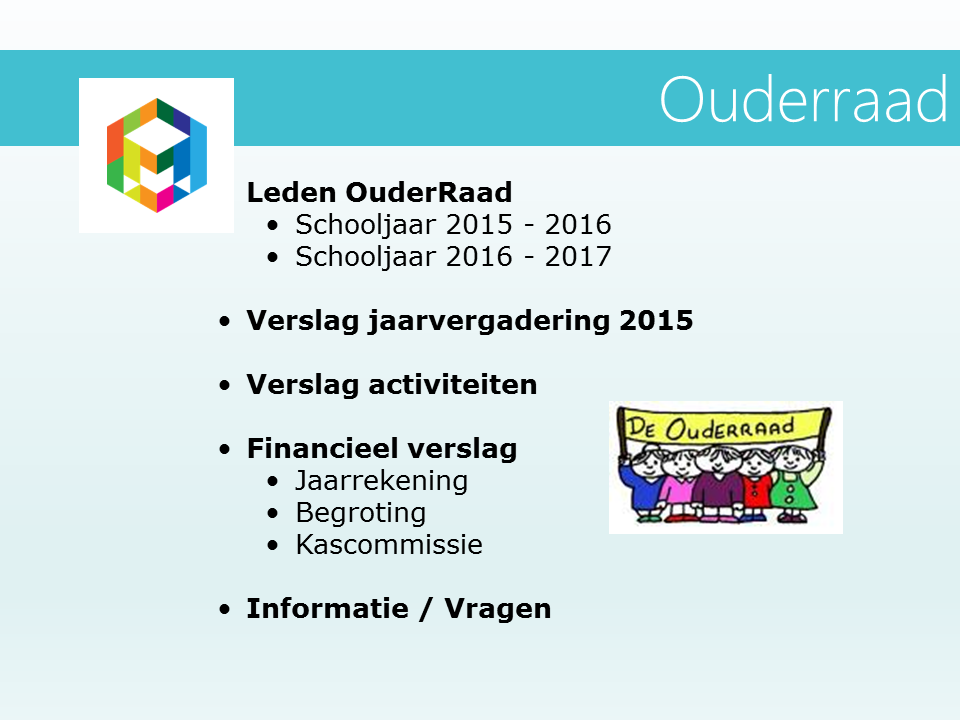 Ouderraad
Leden OuderRaad
• Schooljaar 2015 - 2016
• Schooljaar 2016 - 2017
• Verslag jaarvergadering 2015
• Verslag activiteiten
• Financieel verslag
• Jaarrekening
• Begroting
• Kascommissie
• Informatie / Vragen
DE OUDERRAAD